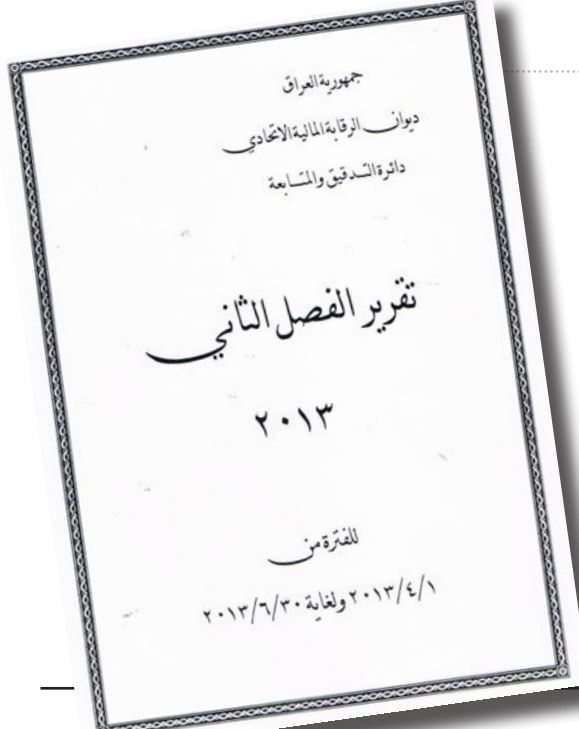 جمهورية العراق
ديوان الرقابة المالية الاتحادي
دائرة التدقيق والمتابعة
تقرير الفصل الثاني
٢٠١٣
للفترة من
٢٠١٣/٤/١ ولغاية ٢٠١٣/٦/٣٠